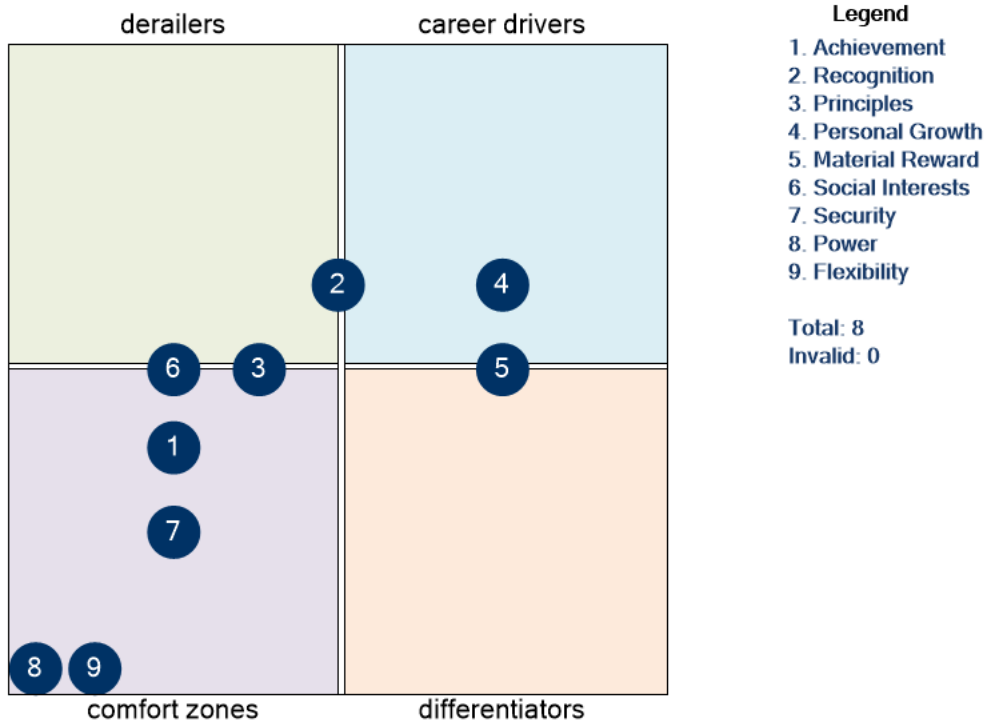 derailers
career drivers
2
4
6
3
5
1
7
8
9
comfort zones
differentiators
Legend
1. Achievement
2. Recognition
3. Principles
4. Personal Growth
5. Material Reward
6. Social Interests
7. Security
8. Power
9. Flexibility
Total: 8
Invalid: 0